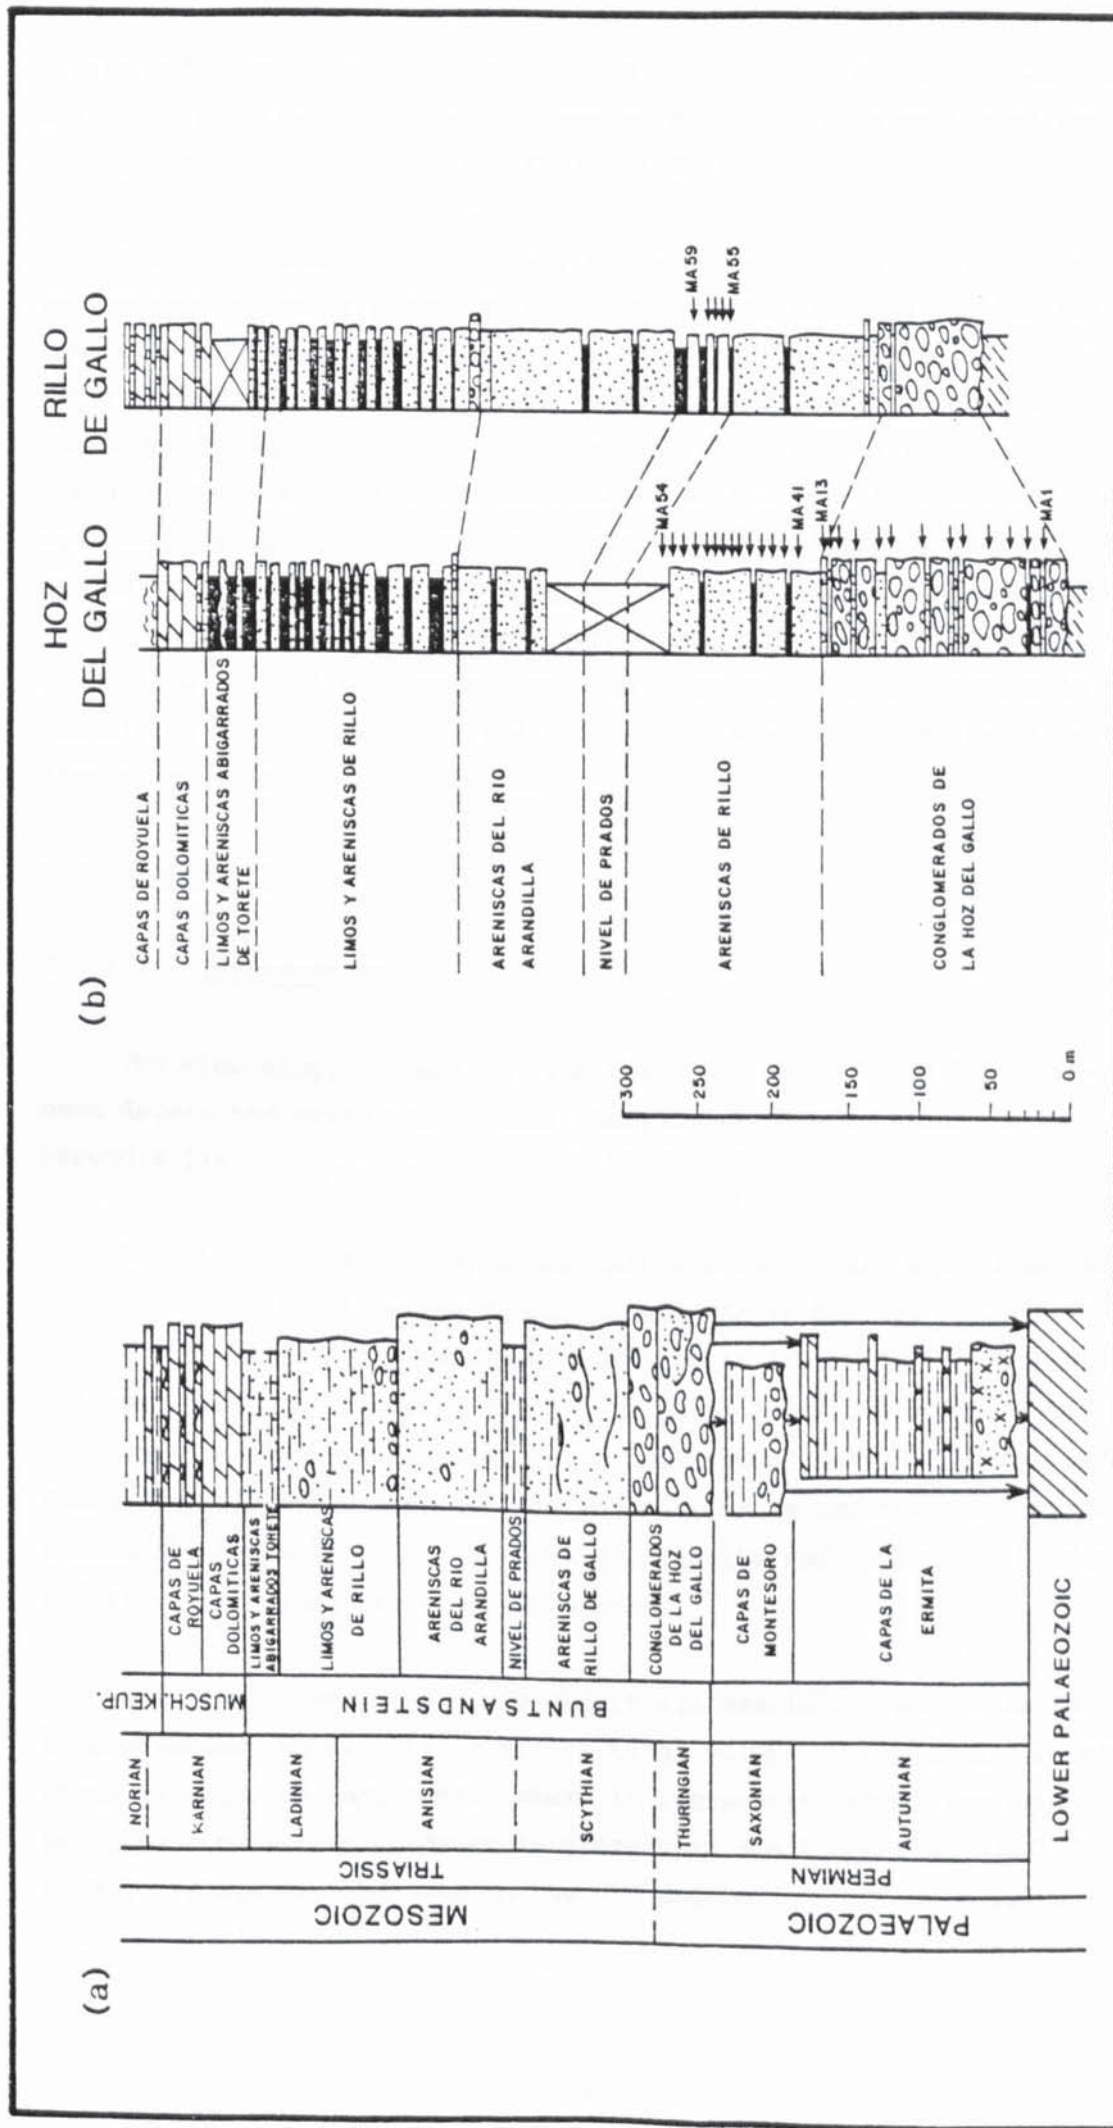 (a)
MESOZOIC
PALAEOZOIC
TRIASSIC
PERMIAN
NORIAN
KARNIAN
LADINIAN
ANISIAN
SCYTHIAN
THURINGIAN
SAXONIAN
AUTUNIAN
KEUP.
MUSCH.
BUNTSANDSTEIN
CAPAS DE
ROYUELA
CAPAS
DOLOMITICAS
LIMOS Y ARENISCAS
ABIGARRADOS
LIMOS Y ARENISCAS
DE RILLO
ARENISCAS
DEL RIO
ARANDILLA
NIVEL DE PRADOS
ARENISCAS DE
RILLO DE GALLO
CONGLOMERADOS
DE LA HOZ
DEL GALLO
CAPAS DE
MONTESORO
CAPAS DE LA
ERMITA
LOWER PALAEOZOIC
(b)
HOZ
DEL GALLO
RILLO
DE GALLO
CAPAS DE ROYUELA
CAPAS DOLOMITICAS
LIMOS Y ARENISCAS ABIGARRADOS
DE TORETE
LIMOS Y ARENISCAS DE RILLO
ARENISCAS DEL RIO
ARANDILLA
NIVEL DE PRADOS
ARENISCAS DE RILLO
CONGLOMERADOS DE
LA HOZ DEL GALLO
300
250
200
150
100
50
0 m
MA54
MA41
MA13
MA1
MA59
MA55